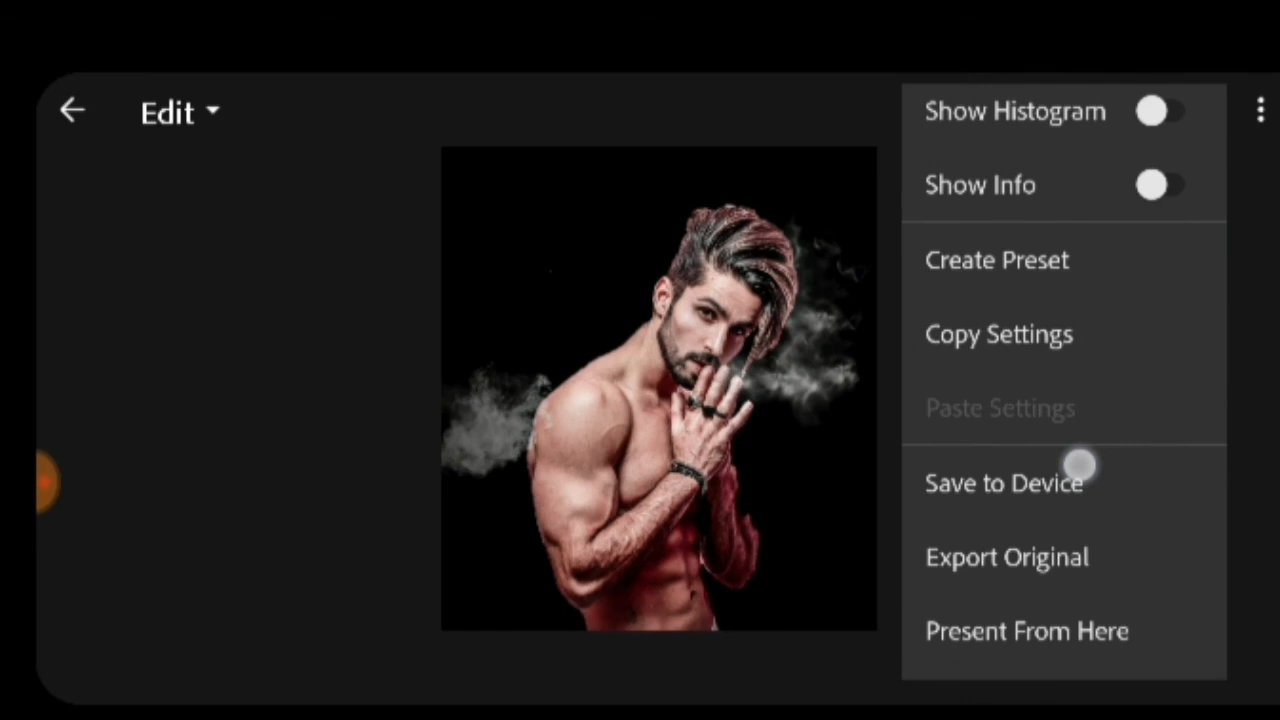 Edit
Show Histogram
Show Info
Create Preset
Copy Settings
Paste Settings
Save to Device
Export Original
Present From Here